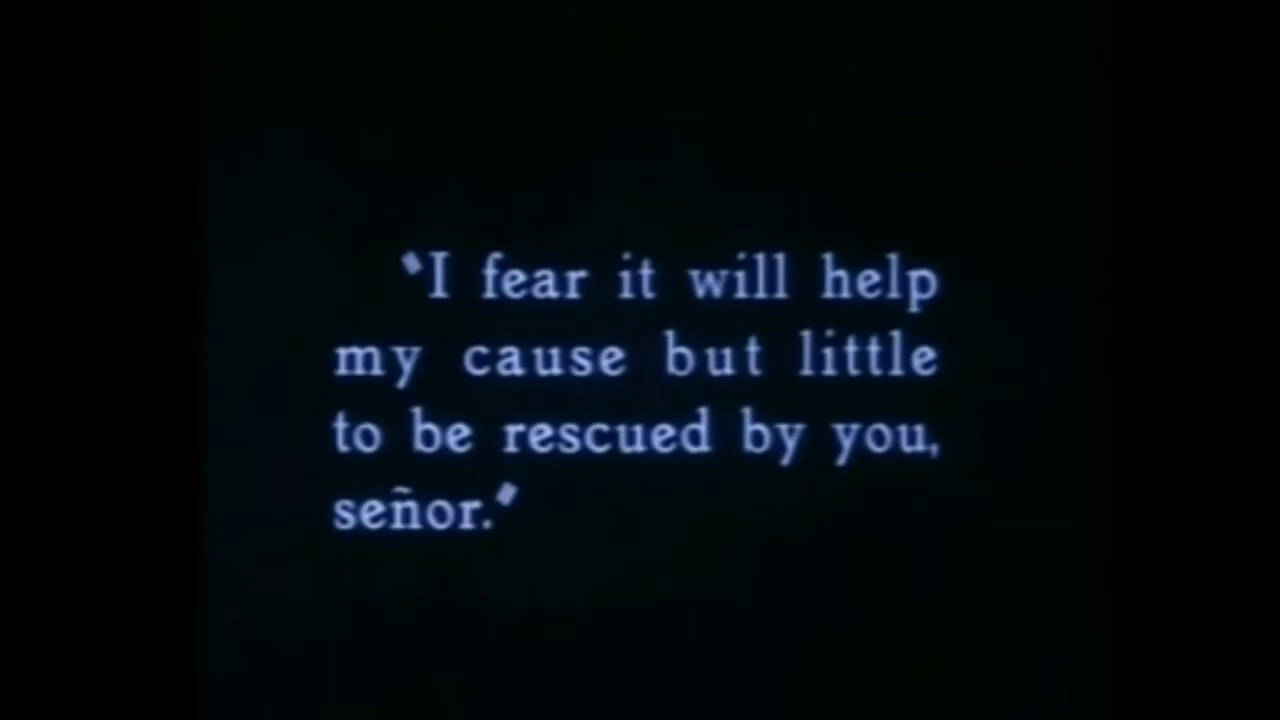 "I fear it will help
my cause but little
to be rescued by you,
señor."